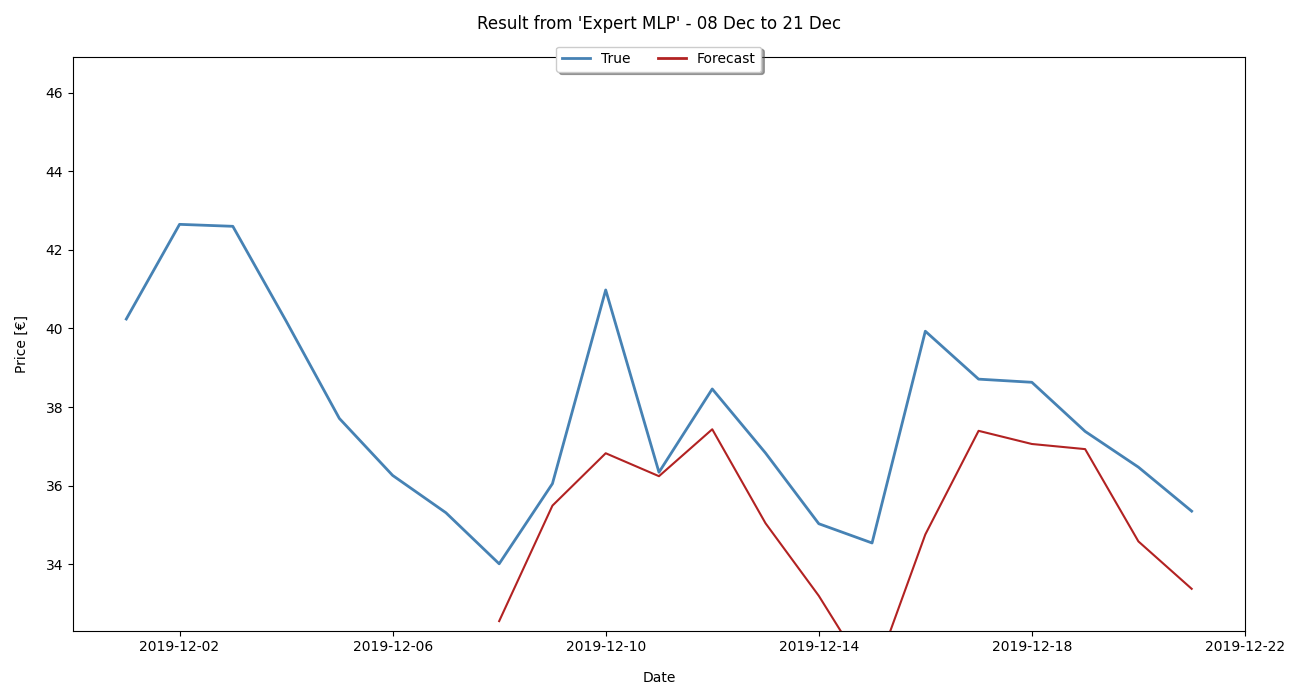 Result from 'Expert MLP' - 08 Dec to 21 Dec
True Forecast
46
44
42
40
38
36
34
Price [€]
2019-12-02 2019-12-06 2019-12-10 2019-12-14 2019-12-18 2019-12-22
Date